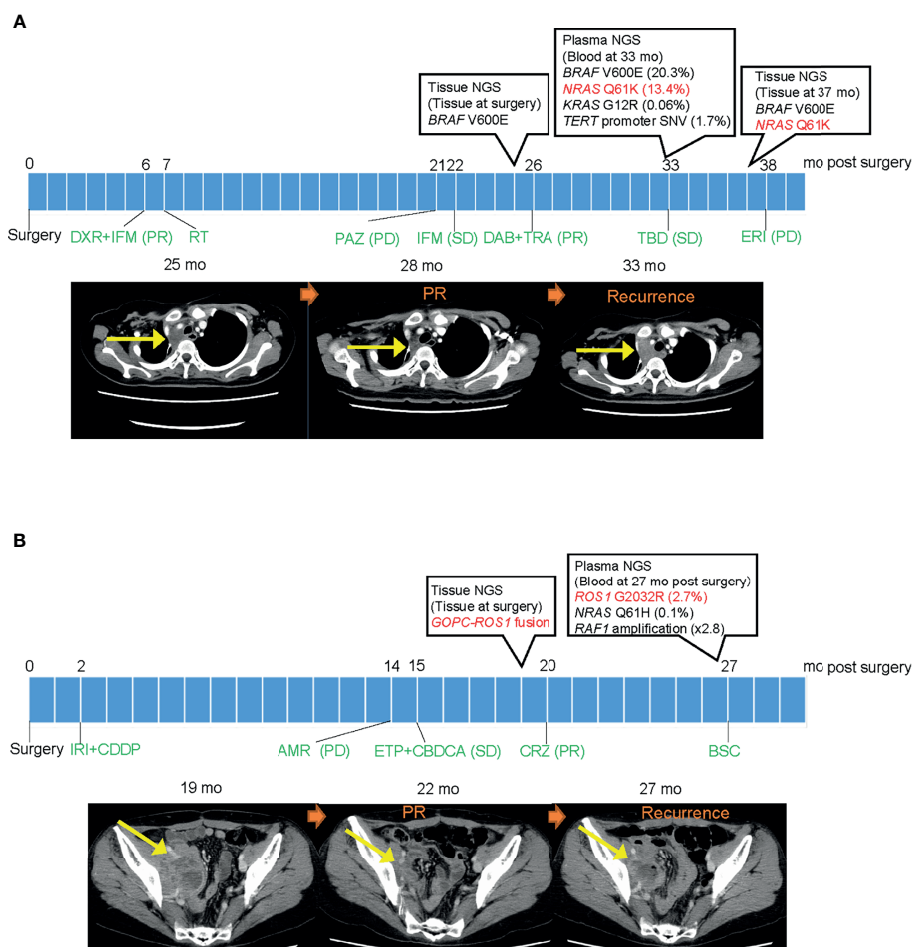 A
Tissue NGS
(Tissue at surgery)
BRAF V600E
Plasma NGS
(Blood at 33 mo)
BRAF V600E (20.3%)
NRAS Q61K (13.4%)
KRAS G12R (0.06%)
TERT promoter SNV (1.7%)
Tissue NGS
(Tissue at 37 mo)
BRAF V600E
NRAS Q61K
0 6 7 2122 26 33 38 mo post surgery
Surgery DXR+IFM (PR) RT PAZ (PD) IFM (SD) DAB+TRA (PR) TBD (SD) ERI (PD)
25 mo 28 mo 33 mo
PR Recurrence
B
Tissue NGS
(Tissue at surgery)
GOPC-ROS1 fusion
Plasma NGS
(Blood at 27 mo post surgery)
ROS1 G2032R (2.7%)
NRAS Q61H (0.1%)
RAF1 amplification (x2.8)
0 2 14 15 20 27 mo post surgery
Surgery IRI+CDDP AMR (PD) ETP+CBDCA (SD) CRZ (PR) BSC
19 mo 22 mo 27 mo
PR Recurrence